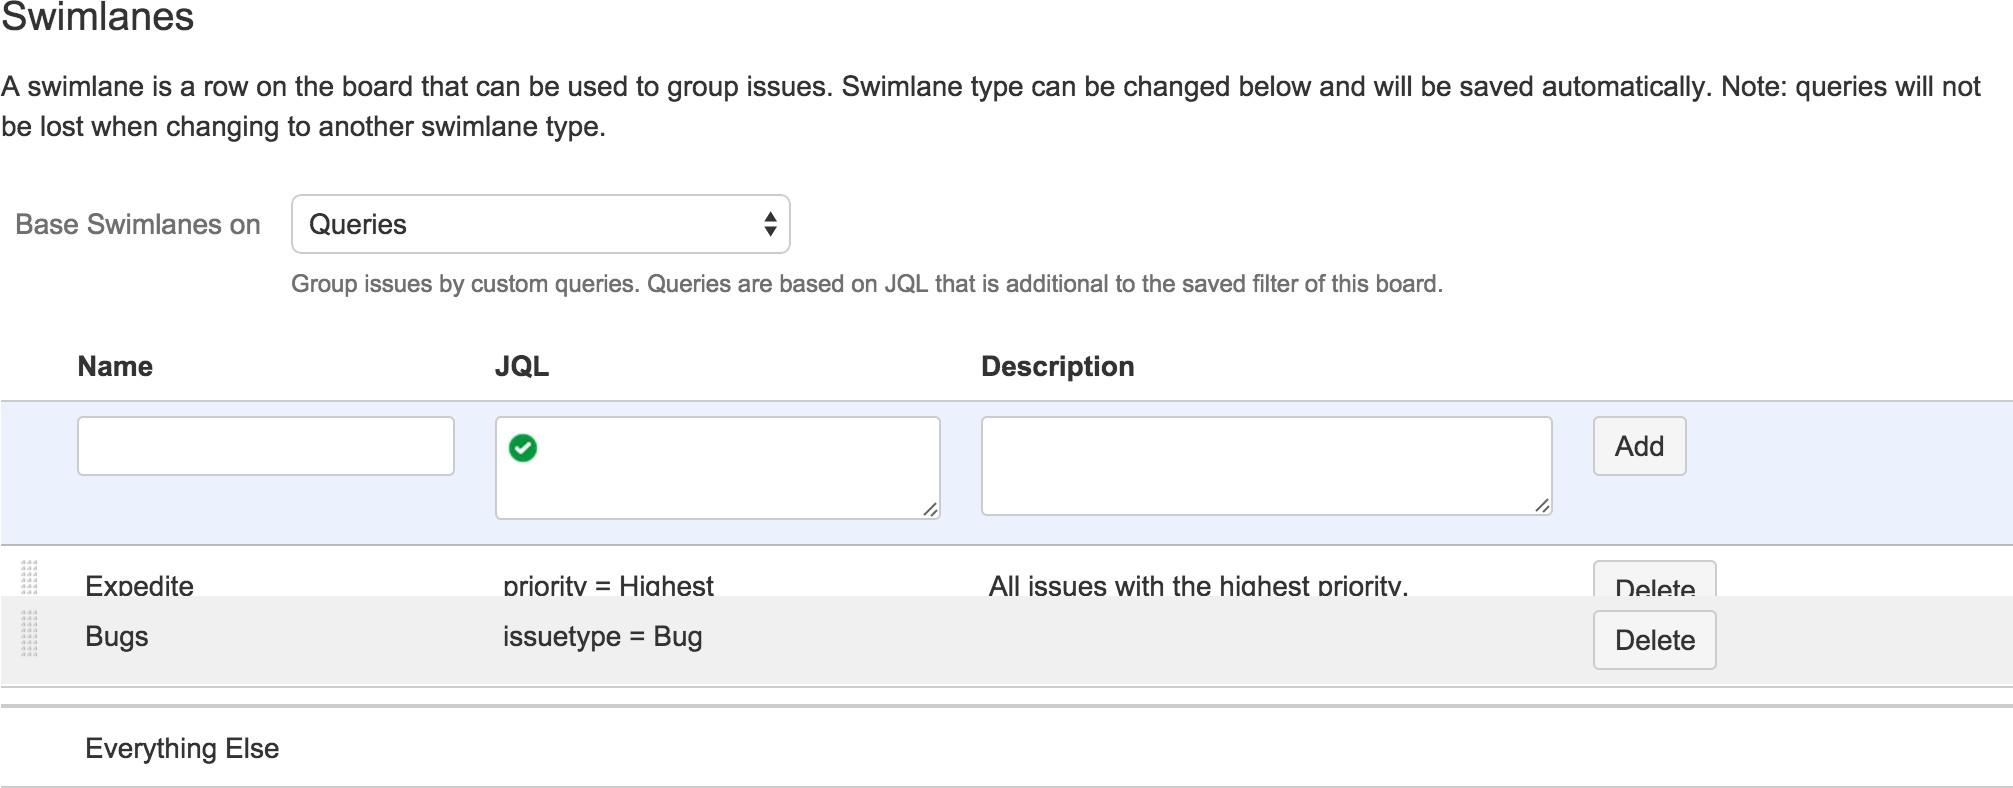 Swimlanes
A swimlane is a row on the board that can be used to group issues. Swimlane type can be changed below and will be saved automatically. Note: queries will not
be lost when changing to another swimlane type.
Base Swimlanes on Queries
Group issues by custom queries. Queries are based on JQL that is additional to the saved filter of this board.
Name JQL Description
Add
Expedite priority = Highest All issues with the highest priority. Delete
Bugs issuetype = Bug Delete
Everything Else